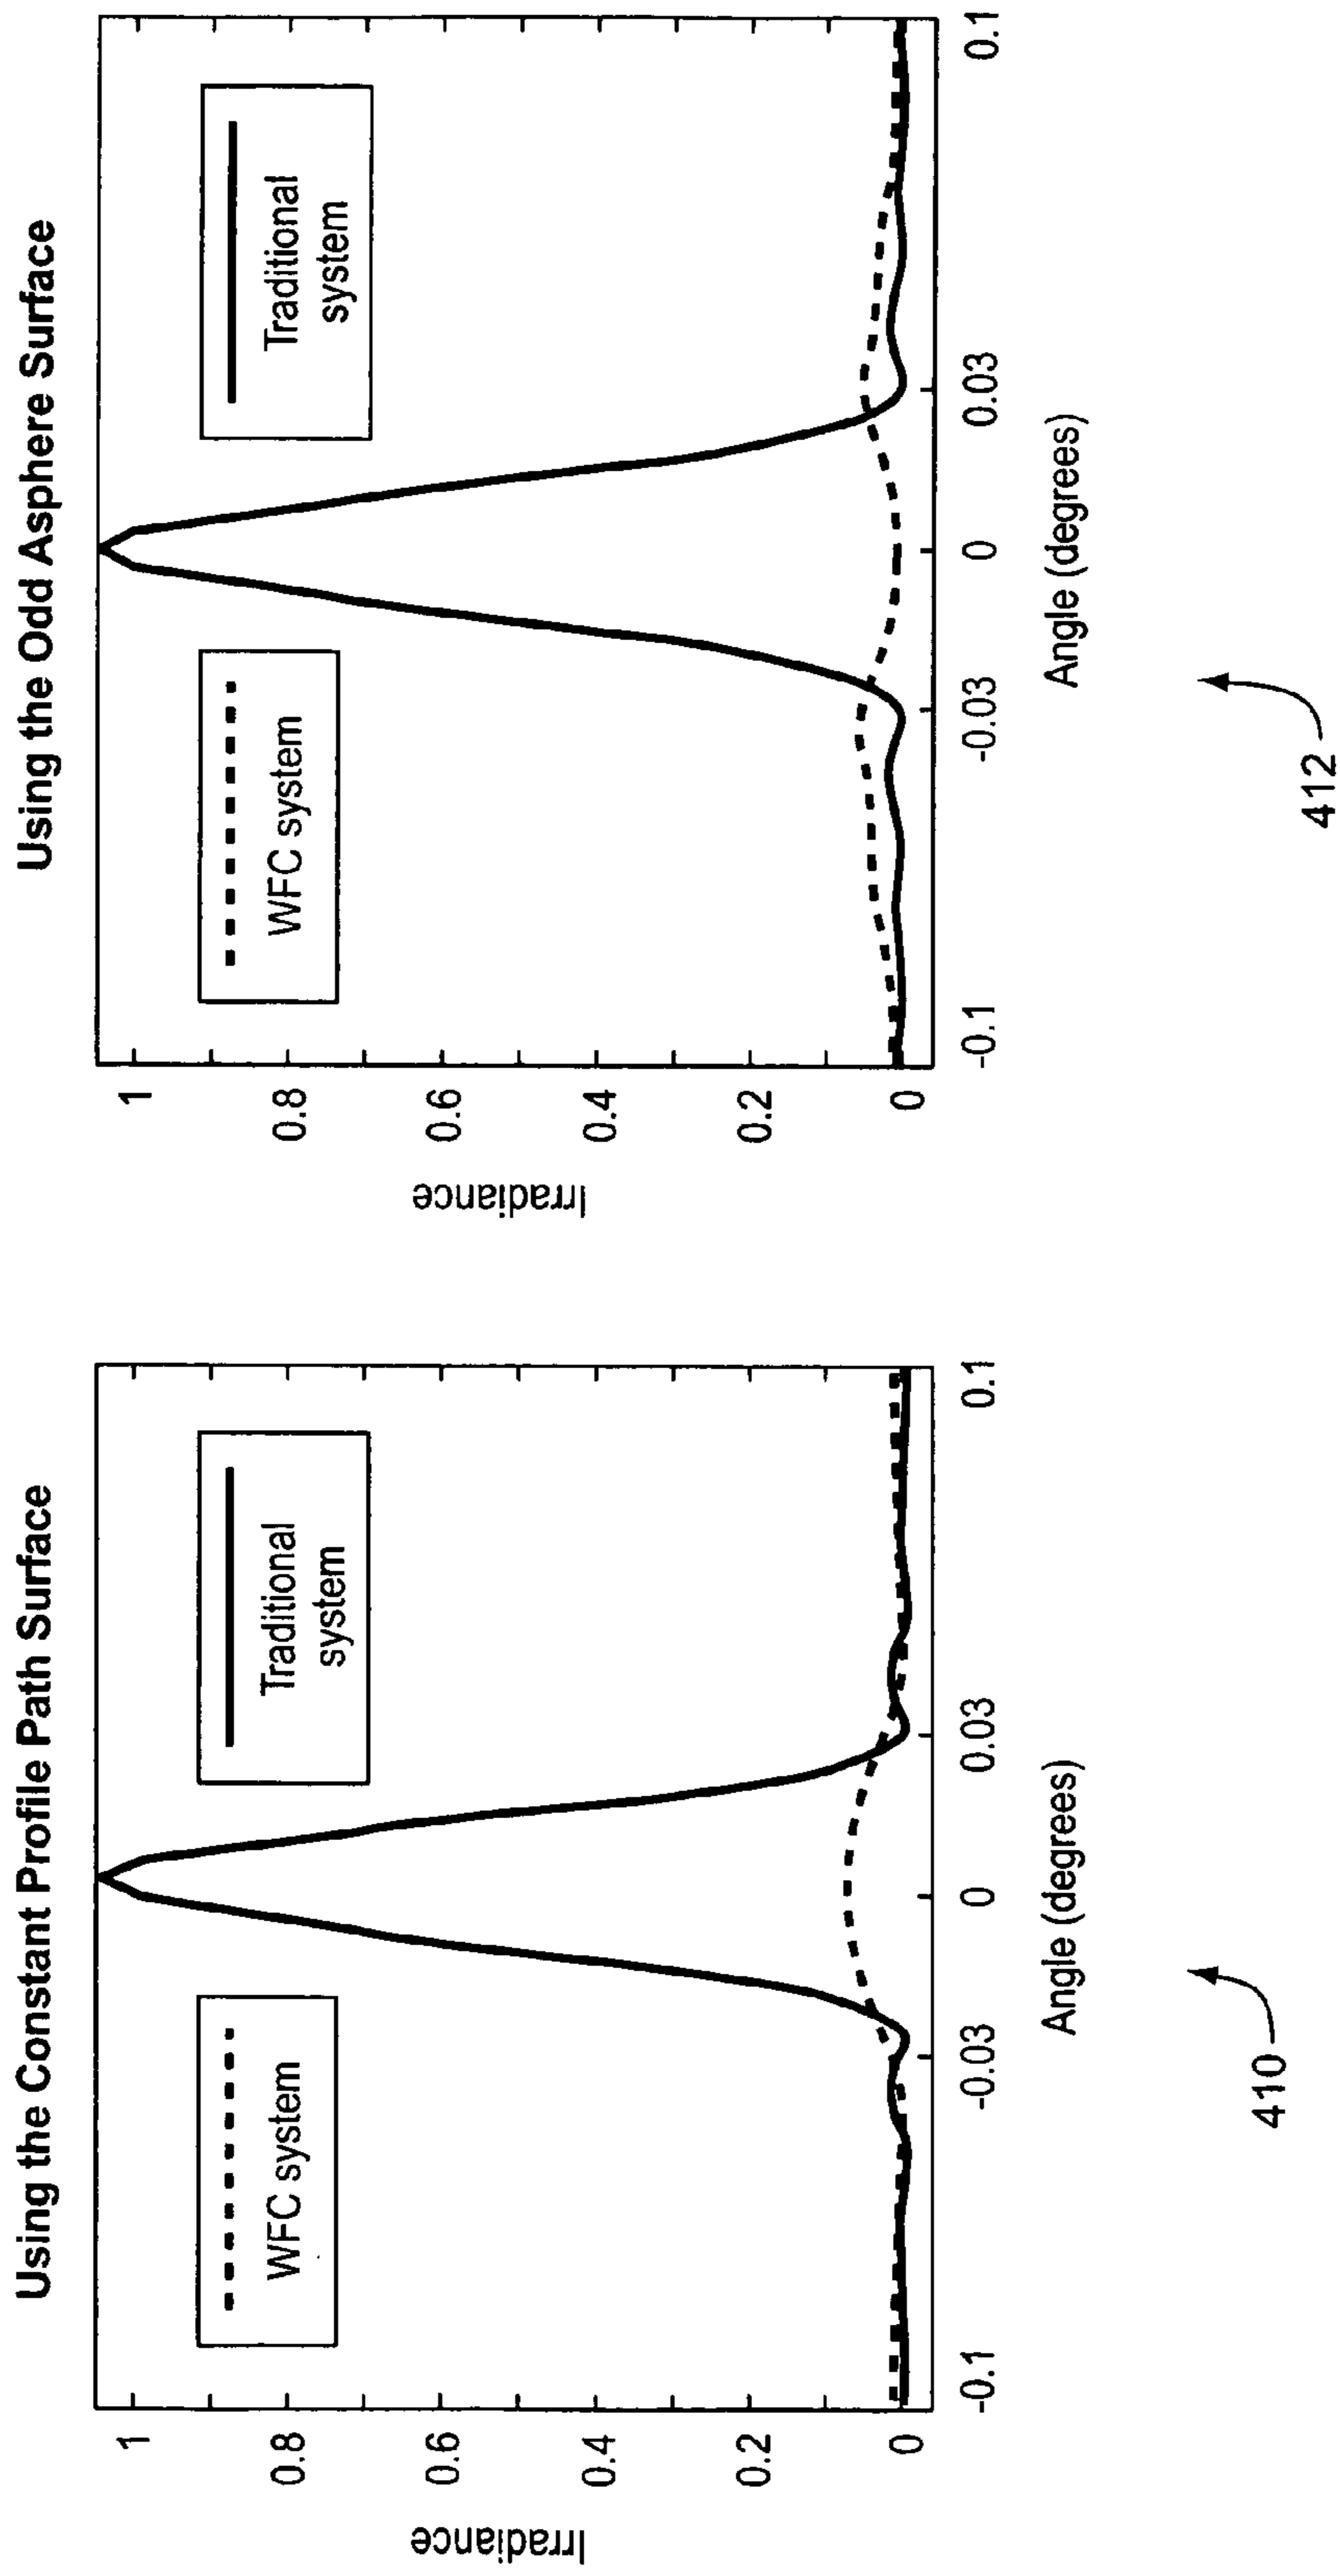 Using the Constant Profile Path Surface
Irradiance
1
0.8
0.6
0.4
0.2
0
WFC system
Traditional
system
-0.1
-0.03
0
0.03
0.1
Angle (degrees)
410
Using the Odd Asphere Surface
Irradiance
1
0.8
0.6
0.4
0.2
0
WFC system
Traditional
system
-0.1
-0.03
0
0.03
0.1
Angle (degrees)
412